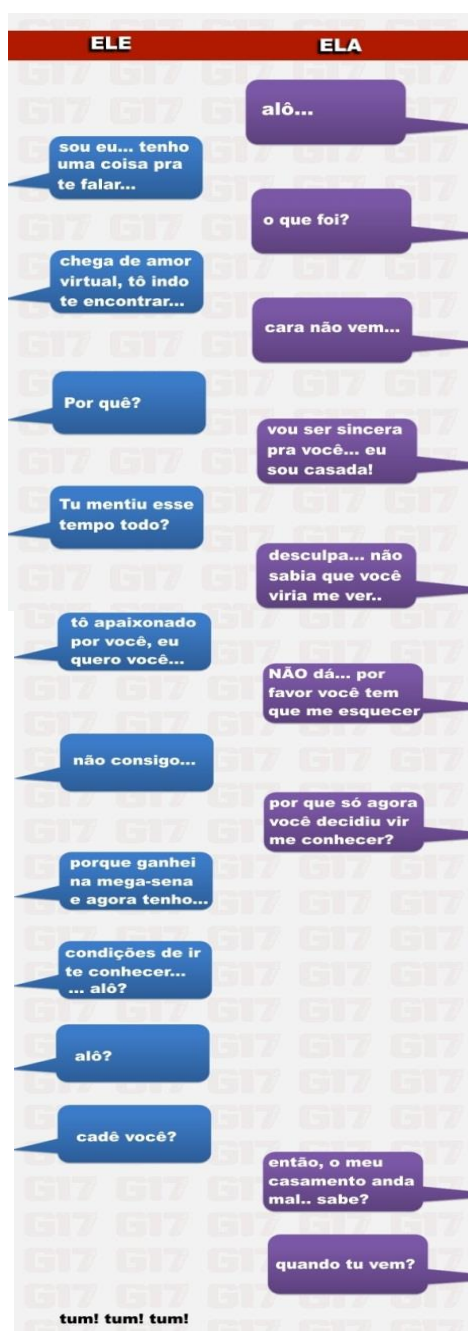 ELE
ELA
alô...
sou eu... tenho
uma coisa pra
te falar...
o que foi?
chega de amor
virtual, tô indo
te encontrar...
cara não vem...
Por quê?
vou ser sincera
pra você... eu
sou casada!
Tu mentiu esse
tempo todo?
desculpa... não
sabia que você
viria me ver..
tô apaixonado
por você, eu
quero você...
NÃO dá... por
favor você tem
que me esquecer
não consigo...
por que só agora
você decidiu vir
me conhecer?
porque ganhei
na mega-sena
e agora tenho...
condições de ir
te conhecer...
... alô?
alô?
cadê você?
então, o meu
casamento anda
mal.. sabe?
quando tu vem?
tum! tum! tum!